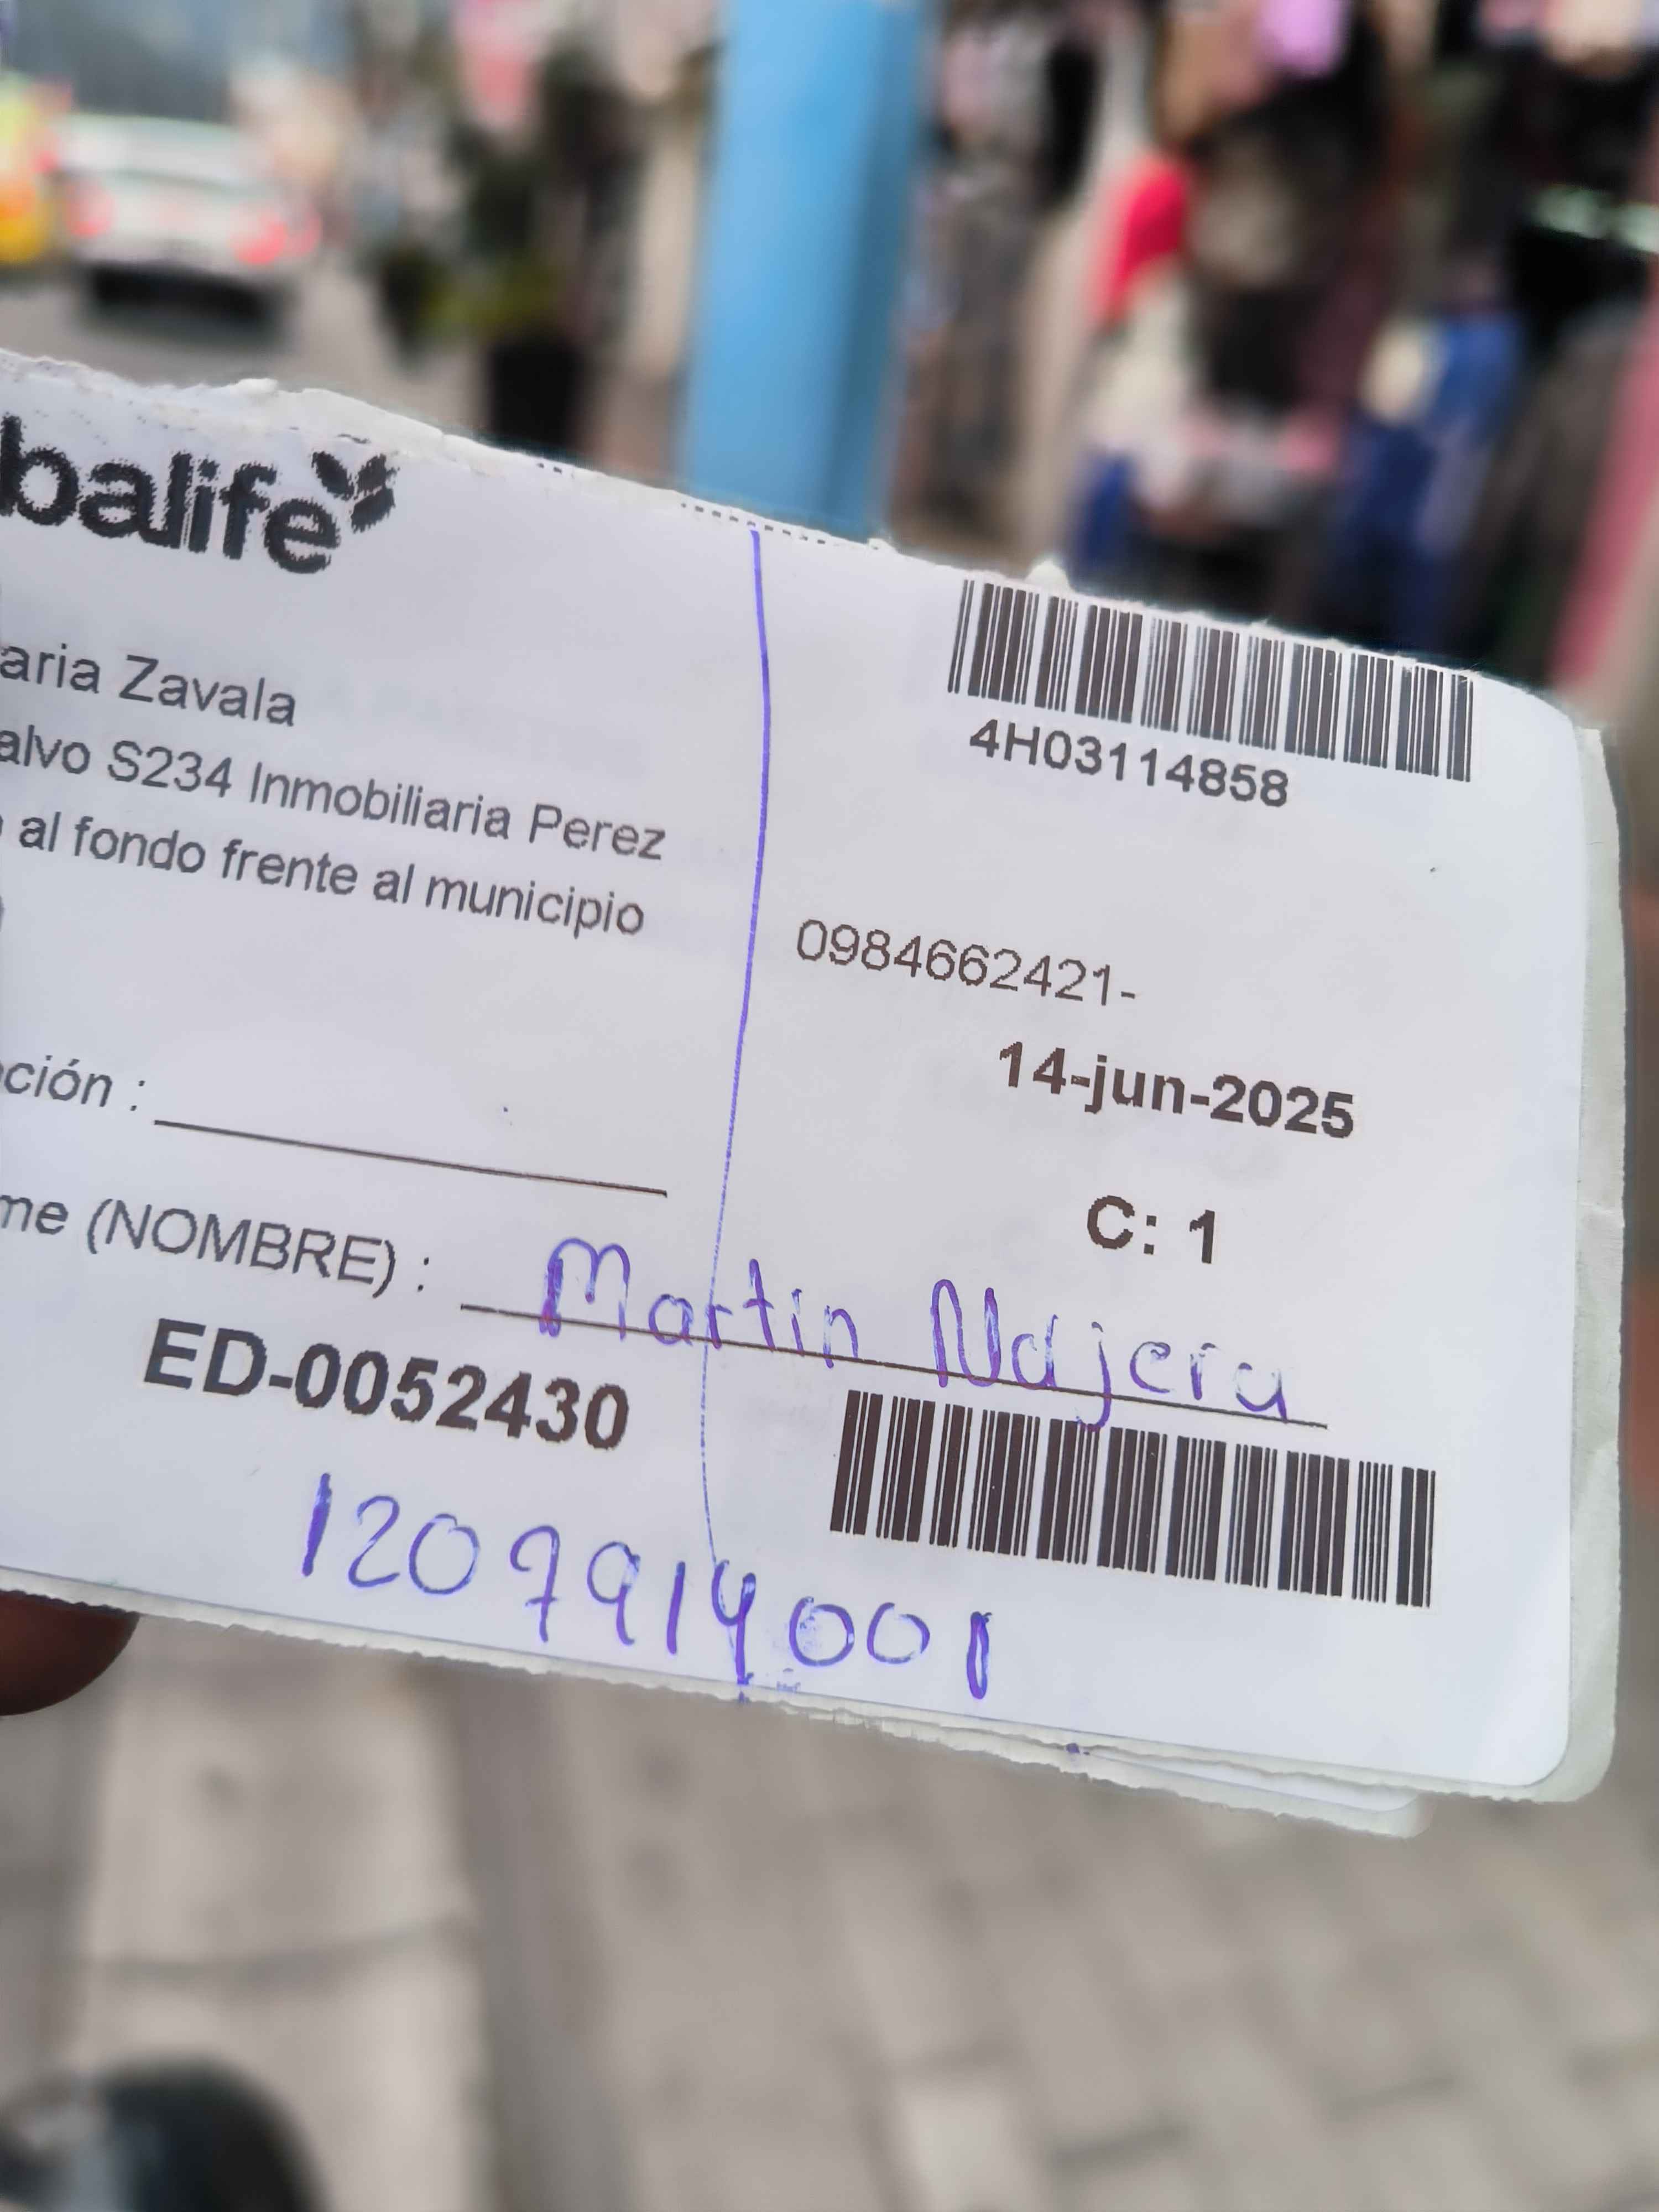 balife
aria Zavala
alvo S234 Inmobiliaria Perez
al fondo frente al municipio
4H03114858
0984662421-
14-jun-2025
C: 1
ción :
me (NOMBRE) : Martin Najera
ED-0052430
1207914001